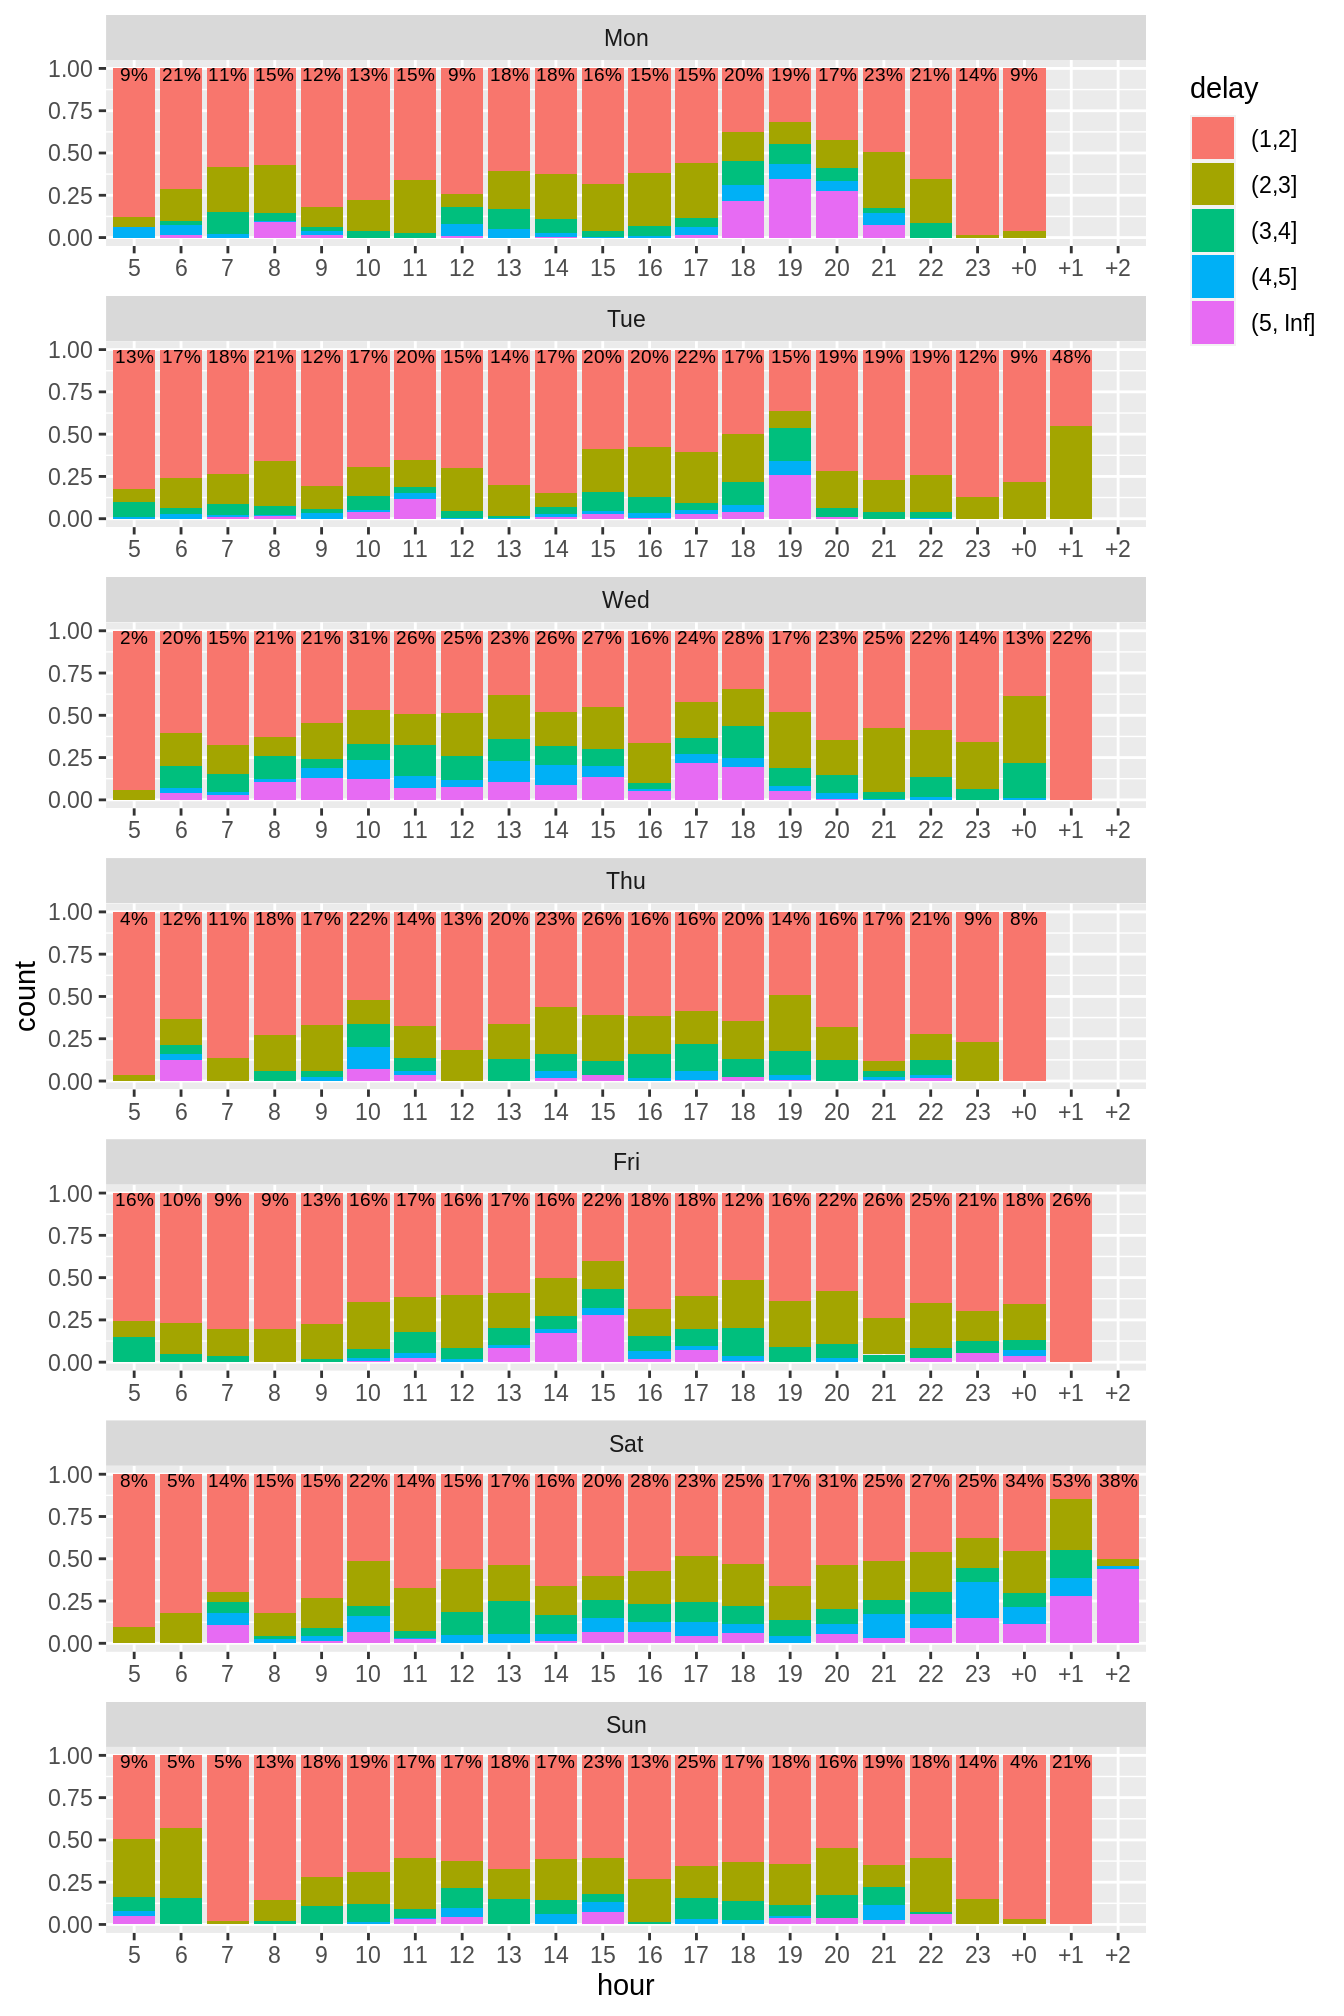 Mon
9% 21% 11% 15% 12% 13% 15% 9% 18% 18% 16% 15% 15% 20% 19% 17% 23% 21% 14% 9%
1.00
0.75
0.50
0.25
0.00
5 6 7 8 9 10 11 12 13 14 15 16 17 18 19 20 21 22 23 +0 +1 +2
delay
(1,2]
(2,3]
(3,4]
(4,5]
(5, Inf]
Tue
13% 17% 18% 21% 12% 17% 20% 15% 14% 17% 20% 20% 22% 17% 15% 19% 19% 19% 12% 9% 48%
1.00
0.75
0.50
0.25
0.00
5 6 7 8 9 10 11 12 13 14 15 16 17 18 19 20 21 22 23 +0 +1 +2
Wed
2% 20% 15% 21% 21% 31% 26% 25% 23% 26% 27% 16% 24% 28% 17% 23% 25% 22% 14% 13% 22%
1.00
0.75
0.50
0.25
0.00
5 6 7 8 9 10 11 12 13 14 15 16 17 18 19 20 21 22 23 +0 +1 +2
Thu
4% 12% 11% 18% 17% 22% 14% 13% 20% 23% 26% 16% 16% 20% 14% 16% 17% 21% 9% 8%
1.00
0.75
0.50
0.25
0.00
5 6 7 8 9 10 11 12 13 14 15 16 17 18 19 20 21 22 23 +0 +1 +2
count
Fri
16% 10% 9% 9% 13% 16% 17% 16% 17% 16% 22% 18% 18% 12% 16% 22% 26% 25% 21% 18% 26%
1.00
0.75
0.50
0.25
0.00
5 6 7 8 9 10 11 12 13 14 15 16 17 18 19 20 21 22 23 +0 +1 +2
Sat
8% 5% 14% 15% 15% 22% 14% 15% 17% 16% 20% 28% 23% 25% 17% 31% 25% 27% 25% 34% 53% 38%
1.00
0.75
0.50
0.25
0.00
5 6 7 8 9 10 11 12 13 14 15 16 17 18 19 20 21 22 23 +0 +1 +2
Sun
9% 5% 5% 13% 18% 19% 17% 17% 18% 17% 23% 13% 25% 17% 18% 16% 19% 18% 14% 4% 21%
1.00
0.75
0.50
0.25
0.00
5 6 7 8 9 10 11 12 13 14 15 16 17 18 19 20 21 22 23 +0 +1 +2
hour